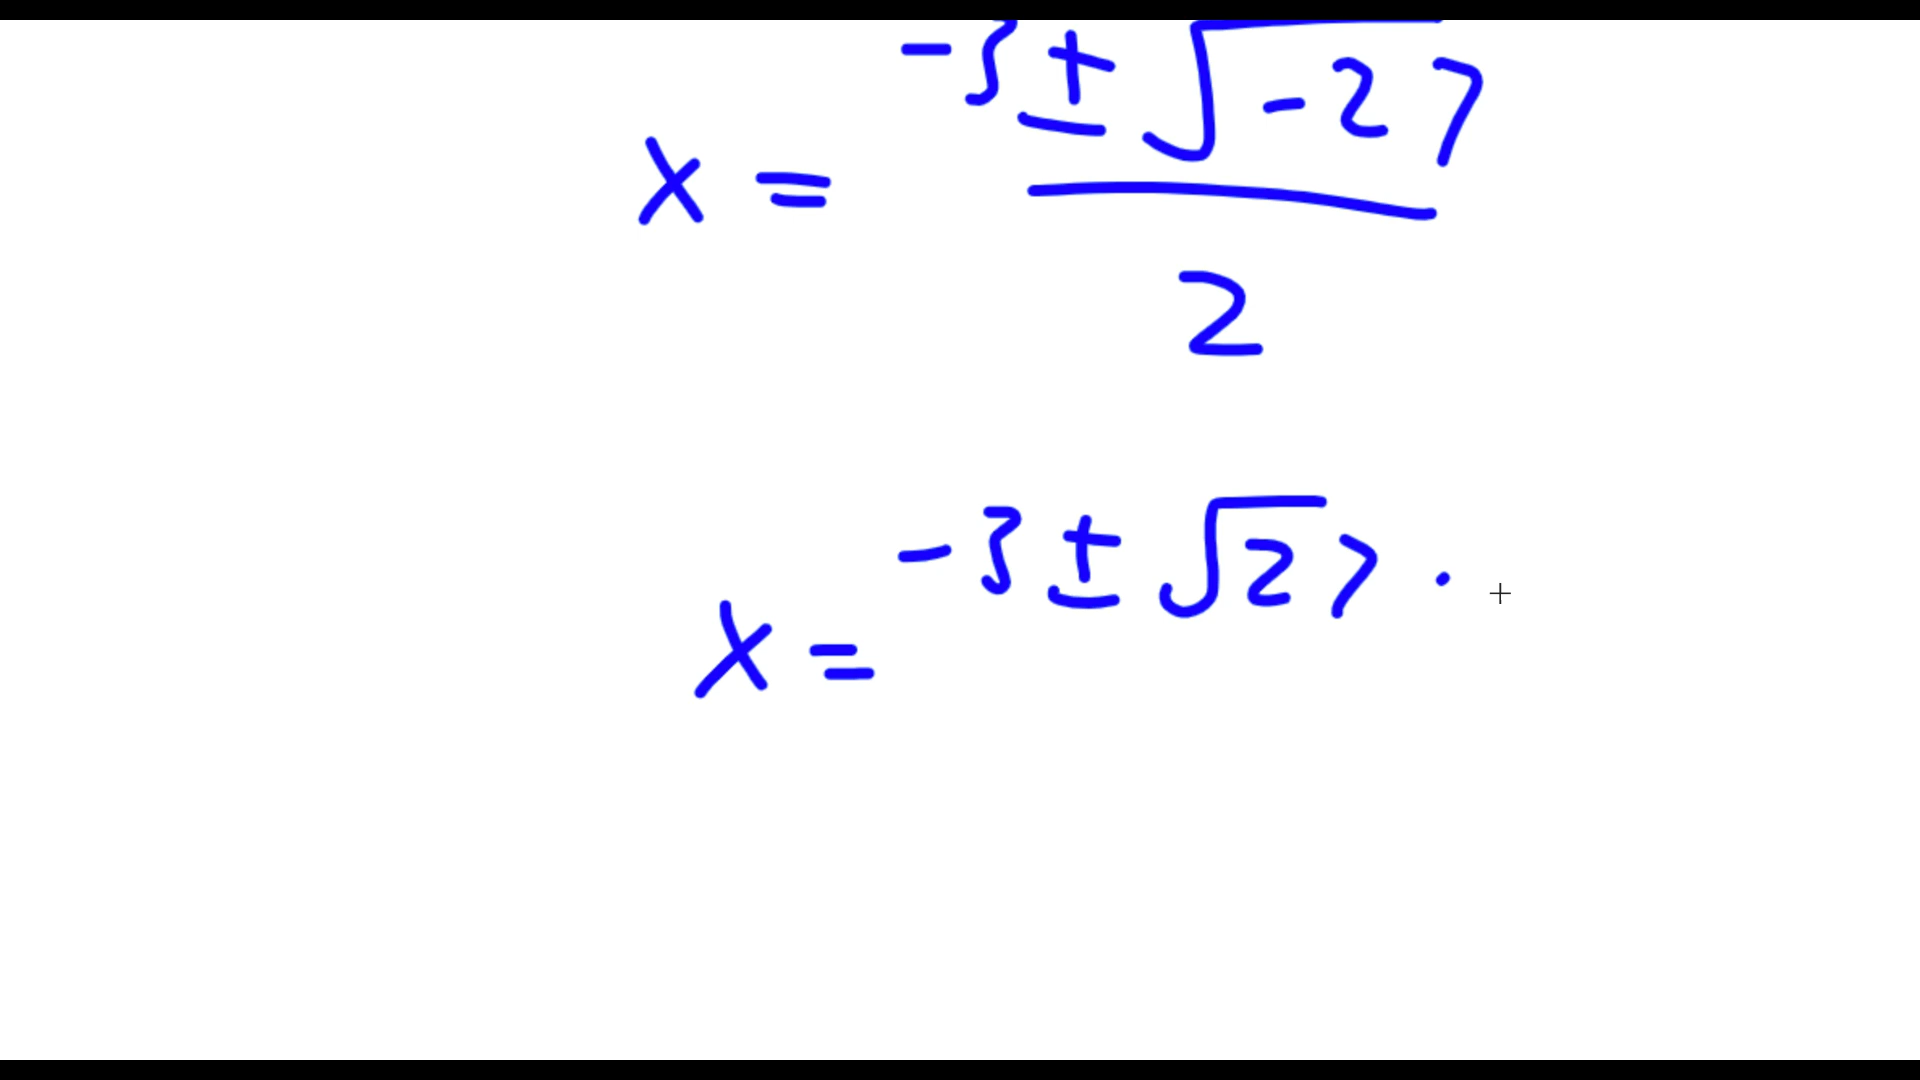 x = -3 ± √-27
2
x = -3 ± √27 ·